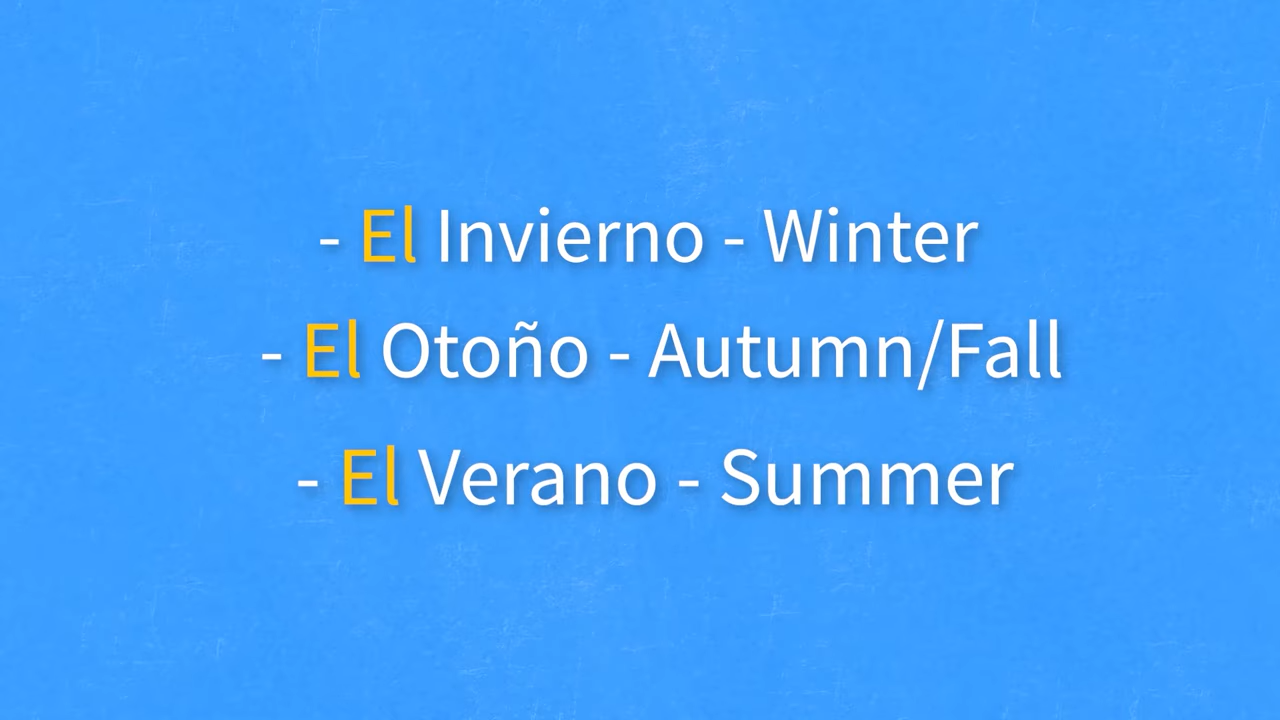 - El Invierno - Winter
- El Otoño - Autumn/Fall
- El Verano - Summer